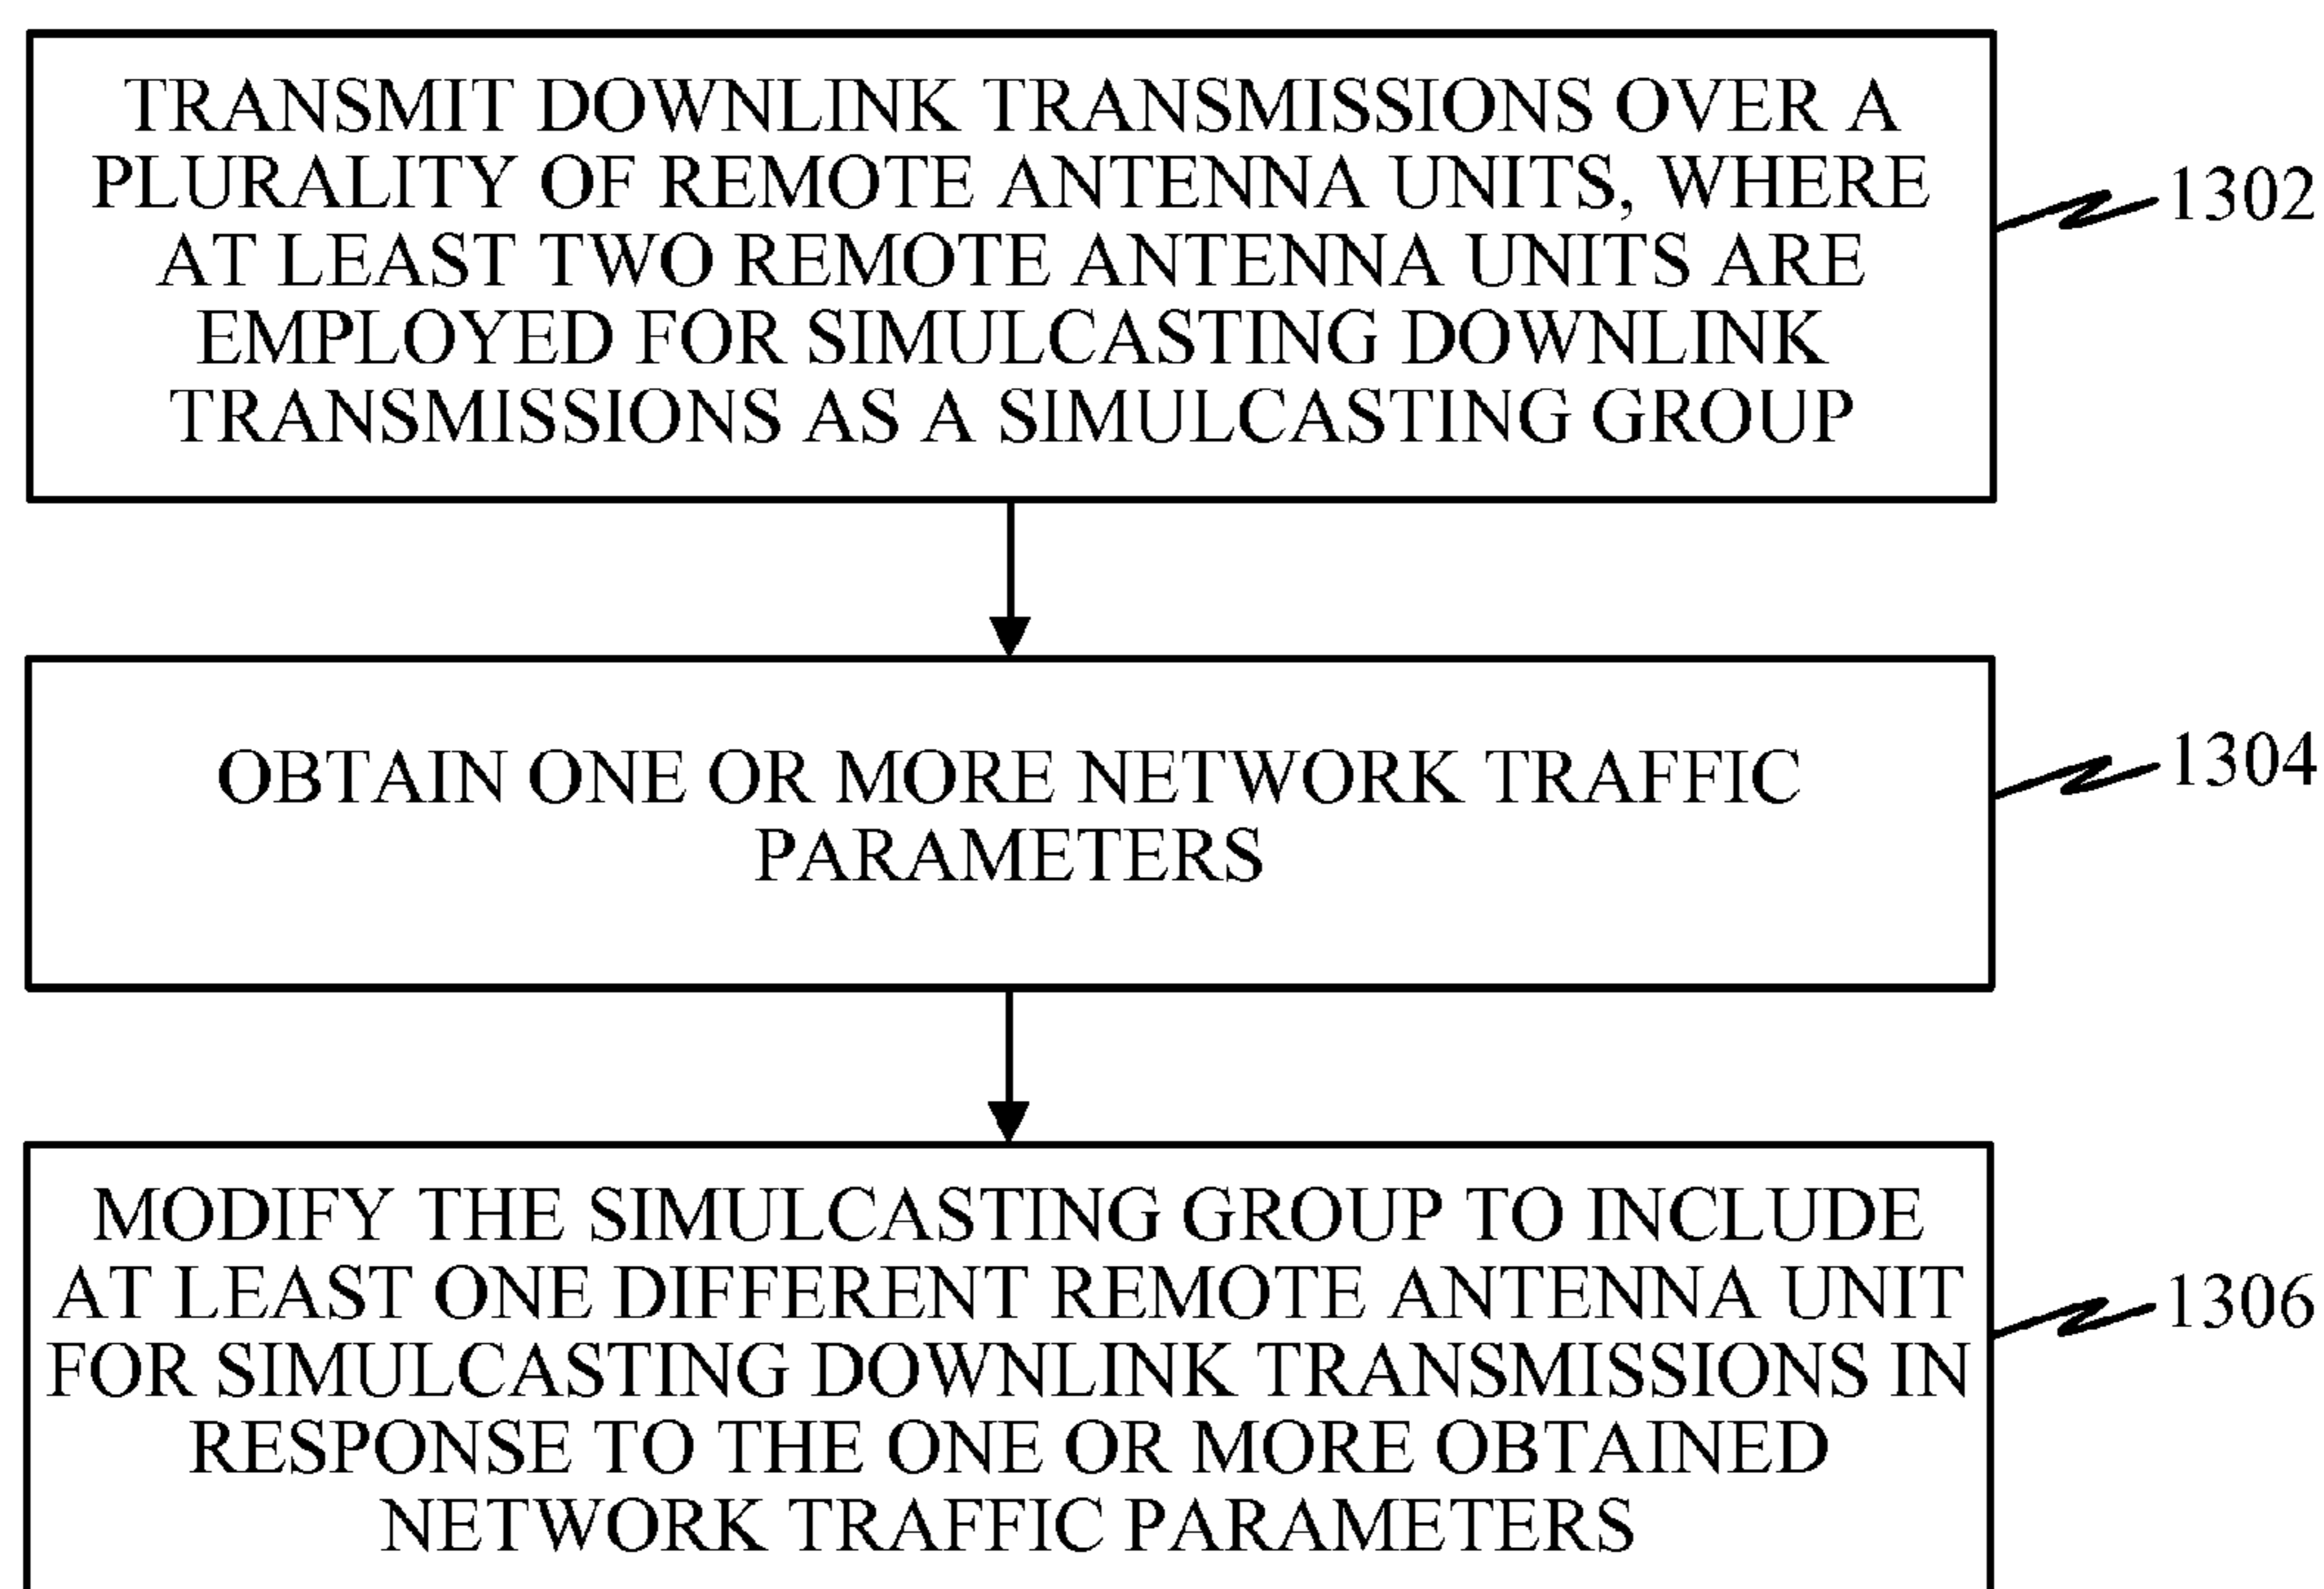 TRANSMIT DOWNLINK TRANSMISSIONS OVER A
PLURALITY OF REMOTE ANTENNA UNITS, WHERE
AT LEAST TWO REMOTE ANTENNA UNITS ARE
EMPLOYED FOR SIMULCASTING DOWNLINK
TRANSMISSIONS AS A SIMULCASTING GROUP
1302
OBTAIN ONE OR MORE NETWORK TRAFFIC
PARAMETERS
1304
MODIFY THE SIMULCASTING GROUP TO INCLUDE
AT LEAST ONE DIFFERENT REMOTE ANTENNA UNIT
FOR SIMULCASTING DOWNLINK TRANSMISSIONS IN
RESPONSE TO THE ONE OR MORE OBTAINED
NETWORK TRAFFIC PARAMETERS
1306